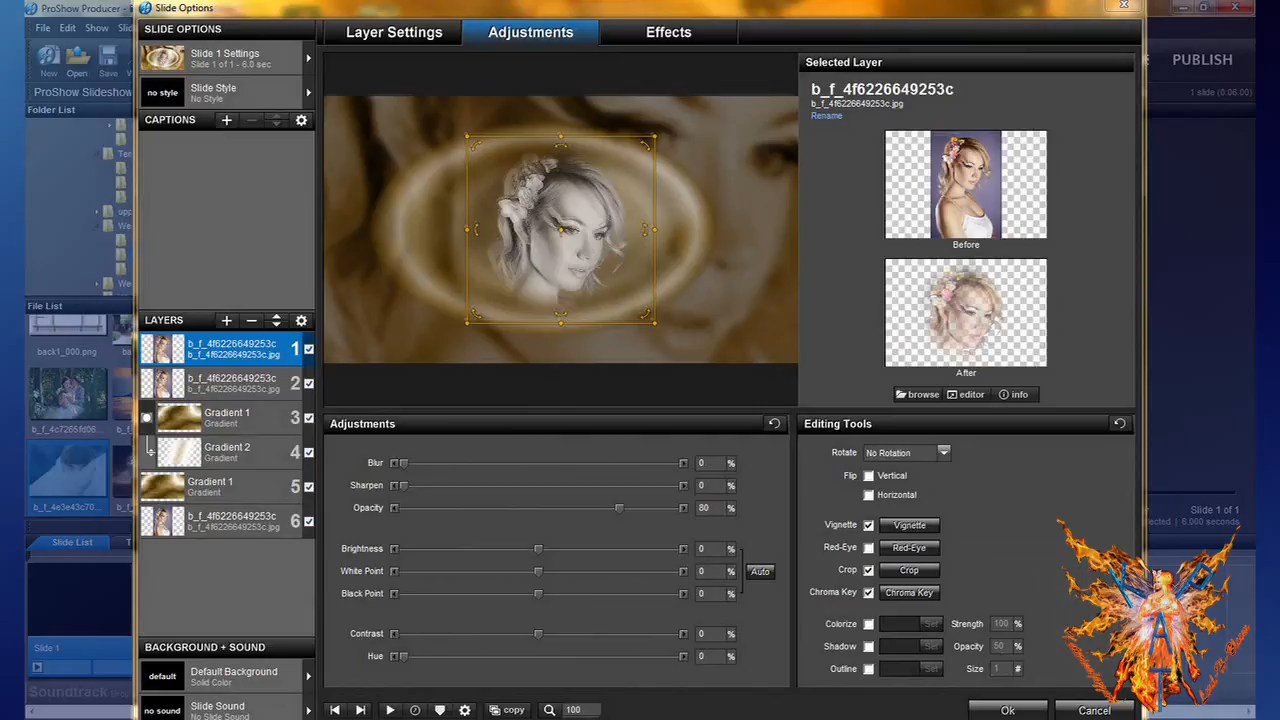 ProShow Producer -
Slide Options
File Edit Show
New Open Save
ProShow Slideshow
PUBLISH
1 slide (0:06.00)
Folder List
File List
back1_000.png
b_f_4c7265fd06...
b_f_4e3e43c70...
Slide List
Slide 1
Soundtrack
Slide 1 of 1
6,000 seconds
SLIDE OPTIONS
Slide 1 Settings
Slide 1 of 1 - 6.0 sec
no style
Slide Style
No Style
CAPTIONS
LAYERS
b_f_4f6226649253c
b_f_4f6226649253c.jpg
1
b_f_4f6226649253c
b_f_4f6226649253c.jpg
2
Gradient 1
Gradient
3
Gradient 2
Gradient
4
Gradient 1
Gradient
5
b_f_4f6226649253c
b_f_4f6226649253c.jpg
6
BACKGROUND + SOUND
default
Default Background
Solid Color
no sound
Slide Sound
No Slide Sound
Layer Settings Adjustments Effects
Selected Layer
b_f_4f6226649253c
b_f_4f6226649253c.jpg
Rename
Before
After
browse editor info
Adjustments
Blur 0 %
Sharpen 0 %
Opacity 80 %
Brightness 0 %
White Point 0 %
Auto
Black Point 0 %
Contrast 0 %
Hue 0 %
Editing Tools
Rotate No Rotation
Flip Vertical
Horizontal
Vignette Vignette
Red-Eye Red-Eye
Crop Crop
Chroma Key Chroma Key
Colorize Set Strength 100 %
Shadow Set Opacity 50 %
Outline Set Size 1 #
copy 100
Ok Cancel